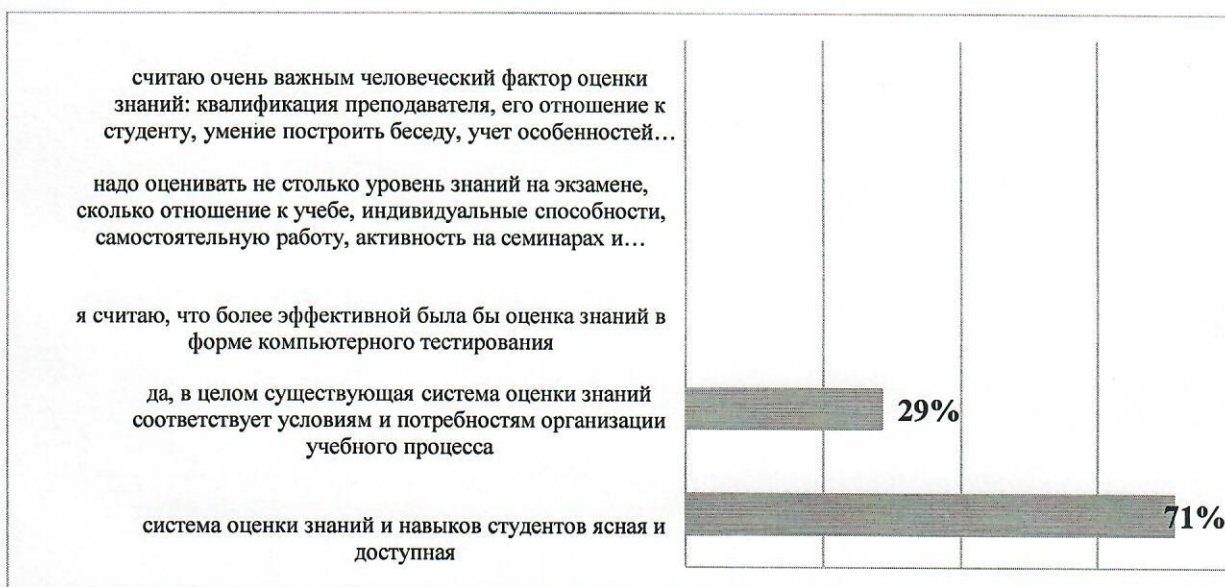 считаю очень важным человеческий фактор оценки
знаний: квалификация преподавателя, его отношение к
студенту, умение построить беседу, учет особенностей…
надо оценивать не столько уровень знаний на экзамене,
сколько отношение к учебе, индивидуальные способности,
самостоятельную работу, активность на семинарах и…
я считаю, что более эффективной была бы оценка знаний в
форме компьютерного тестирования
да, в целом существующая система оценки знаний
соответствует условиям и потребностям организации
учебного процесса
29%
система оценки знаний и навыков студентов ясная и
доступная
71%